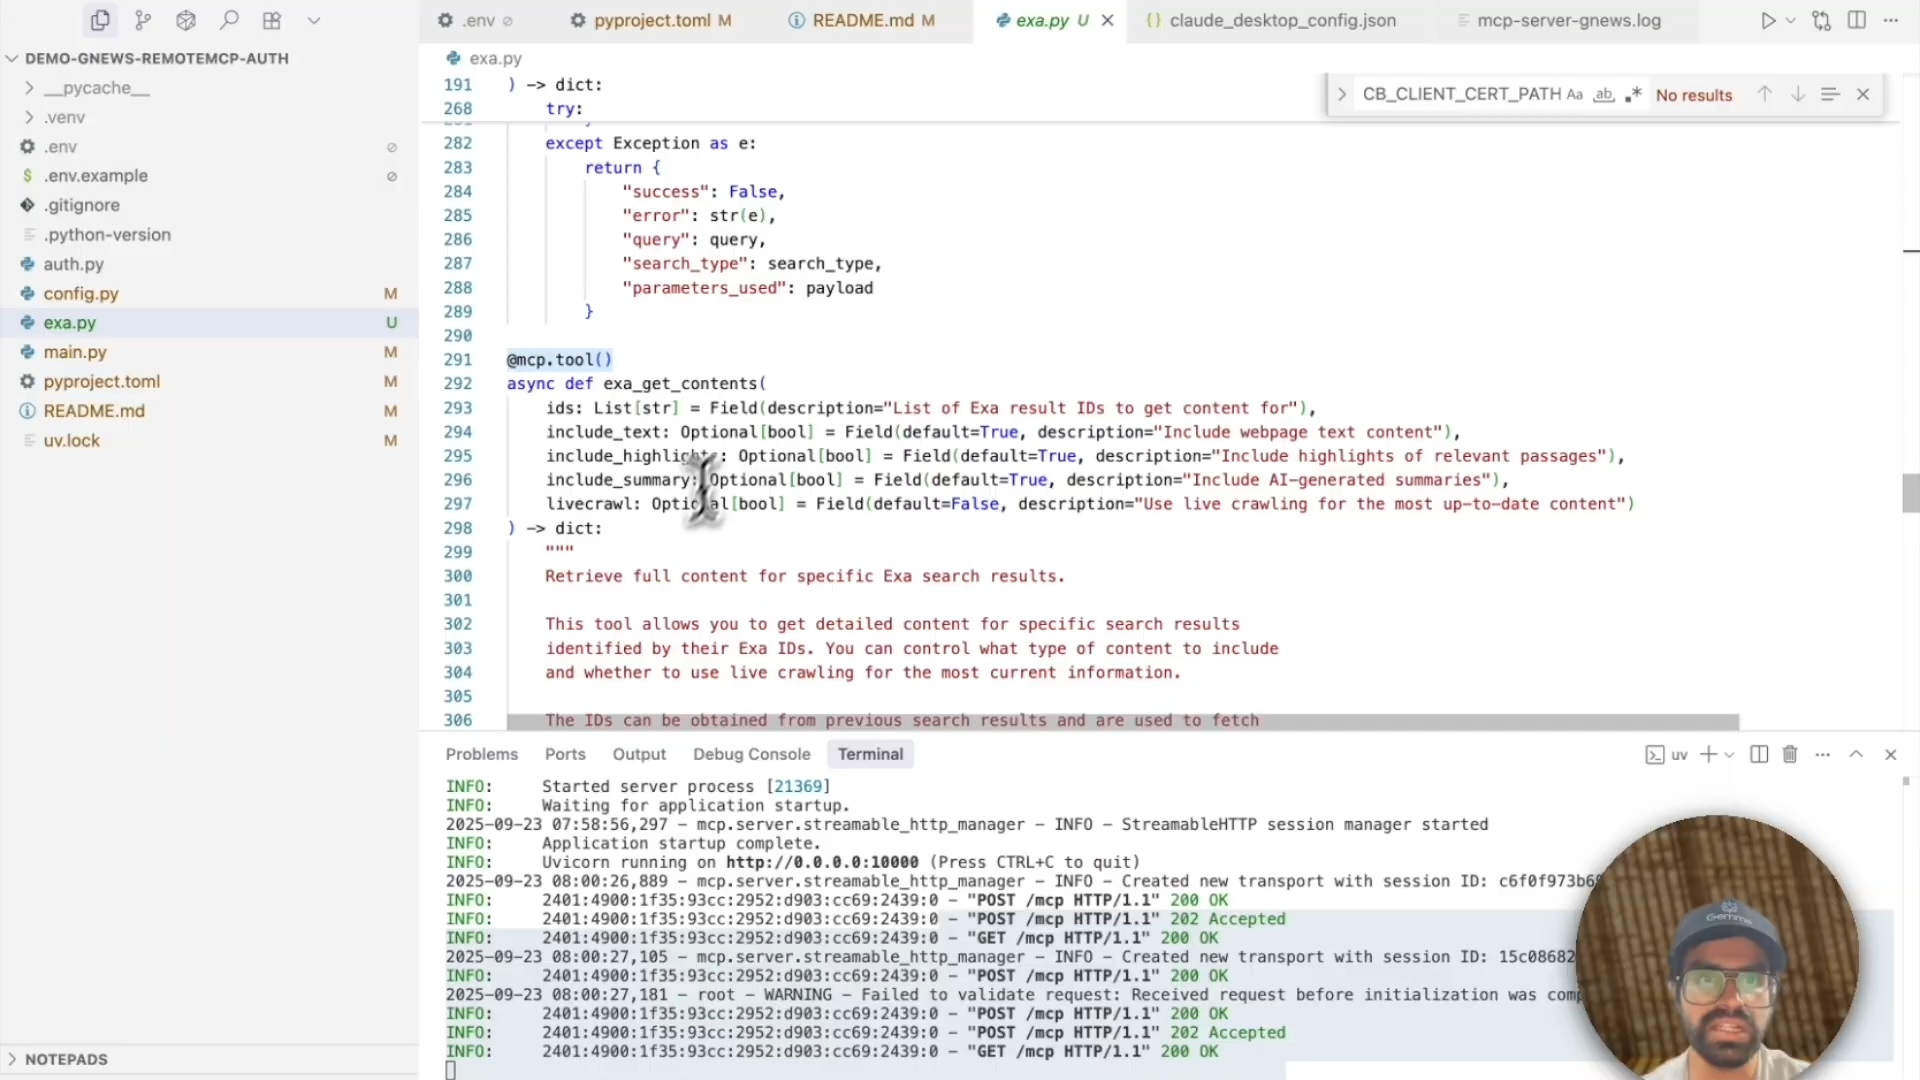 .env
pyproject.toml M
README.md M
exa.py U
claude_desktop_config.json
mcp-server-gnews.log
DEMO-GNEWS-REMOTEMCP-AUTH
__pycache__
.venv
.env
.env.example
.gitignore
.python-version
auth.py
config.py M
exa.py U
main.py M
pyproject.toml M
README.md M
uv.lock M
NOTEPADS
exa.py
CB_CLIENT_CERT_PATH Aa ab .* No results
191 ) -> dict:
268 try:
282 except Exception as e:
283 return {
284 "success": False,
285 "error": str(e),
286 "query": query,
287 "search_type": search_type,
288 "parameters_used": payload
289 }
290
291 @mcp.tool()
292 async def exa_get_contents(
293 ids: List[str] = Field(description="List of Exa result IDs to get content for"),
294 include_text: Optional[bool] = Field(default=True, description="Include webpage text content"),
295 include_highlights: Optional[bool] = Field(default=True, description="Include highlights of relevant passages"),
296 include_summary: Optional[bool] = Field(default=True, description="Include AI-generated summaries"),
297 livecrawl: Optional[bool] = Field(default=False, description="Use live crawling for the most up-to-date content")
298 ) -> dict:
299 """
300 Retrieve full content for specific Exa search results.
301
302 This tool allows you to get detailed content for specific search results
303 identified by their Exa IDs. You can control what type of content to include
304 and whether to use live crawling for the most current information.
305
306 The IDs can be obtained from previous search results and are used to fetch
Problems Ports Output Debug Console Terminal
uv
INFO: Started server process [21369]
INFO: Waiting for application startup.
2025-09-23 07:58:56,297 - mcp.server.streamable_http_manager - INFO - StreamableHTTP session manager started
INFO: Application startup complete.
INFO: Uvicorn running on http://0.0.0.0:10000 (Press CTRL+C to quit)
2025-09-23 08:00:26,889 - mcp.server.streamable_http_manager - INFO - Created new transport with session ID: c6f0f973b6
INFO: 2401:4900:1f35:93cc:2952:d903:cc69:2439:0 - "POST /mcp HTTP/1.1" 200 OK
INFO: 2401:4900:1f35:93cc:2952:d903:cc69:2439:0 - "POST /mcp HTTP/1.1" 202 Accepted
INFO: 2401:4900:1f35:93cc:2952:d903:cc69:2439:0 - "GET /mcp HTTP/1.1" 200 OK
2025-09-23 08:00:27,105 - mcp.server.streamable_http_manager - INFO - Created new transport with session ID: 15c08682
INFO: 2401:4900:1f35:93cc:2952:d903:cc69:2439:0 - "POST /mcp HTTP/1.1" 200 OK
2025-09-23 08:00:27,181 - root - WARNING - Failed to validate request: Received request before initialization was comp
INFO: 2401:4900:1f35:93cc:2952:d903:cc69:2439:0 - "POST /mcp HTTP/1.1" 200 OK
INFO: 2401:4900:1f35:93cc:2952:d903:cc69:2439:0 - "POST /mcp HTTP/1.1" 202 Accepted
INFO: 2401:4900:1f35:93cc:2952:d903:cc69:2439:0 - "GET /mcp HTTP/1.1" 200 OK